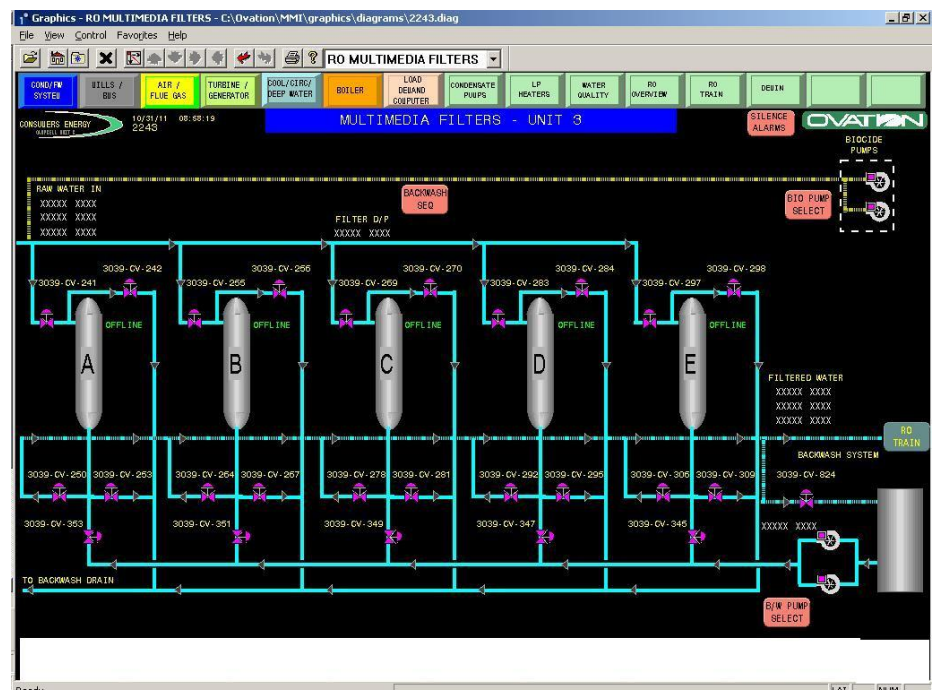 Graphics - RO MULTIMEDIA FILTERS - C:\Ovation\MMI\graphics\diagrams\2243.diag
File View Control Favorites Help
RO MULTIMEDIA FILTERS
COND/FW SYSTEM
MILLS / BUS
AIR / FLUE GAS
TURBINE / GENERATOR
COOL/CIRC/ DEEP WATER
BOILER
LOAD DEMAND COMPUTER
CONDENSATE PUMPS
LP HEATERS
WATER QUALITY
RO OVERVIEW
RO TRAIN
DEMIN
CONSUMERS ENERGY
CAMPBELL UNIT 3
10/31/11 08:58:19
2243
MULTIMEDIA FILTERS - UNIT 3
SILENCE ALARMS
OVATION
BIOCIDE PUMPS
RAW WATER IN
XXXXX XXXX
XXXXX XXXX
XXXXX XXXX
BACKWASH SEQ
BIO PUMP SELECT
FILTER D/P
XXXXX XXXX
3039-CV-242
3039-CV-256
3039-CV-270
3039-CV-284
3039-CV-298
3039-CV-241
3039-CV-255
3039-CV-269
3039-CV-283
3039-CV-297
OFFLINE
OFFLINE
OFFLINE
OFFLINE
OFFLINE
A
B
C
D
E
FILTERED WATER
XXXXX XXXX
XXXXX XXXX
XXXXX XXXX
RO TRAIN
BACKWASH SYSTEM
3039-CV-250
3039-CV-253
3039-CV-264
3039-CV-267
3039-CV-278
3039-CV-281
3039-CV-292
3039-CV-295
3039-CV-306
3039-CV-309
3039-CV-824
3039-CV-353
3039-CV-351
3039-CV-349
3039-CV-347
3039-CV-345
XXXXX XXXX
TO BACKWASH DRAIN
B/W PUMP SELECT